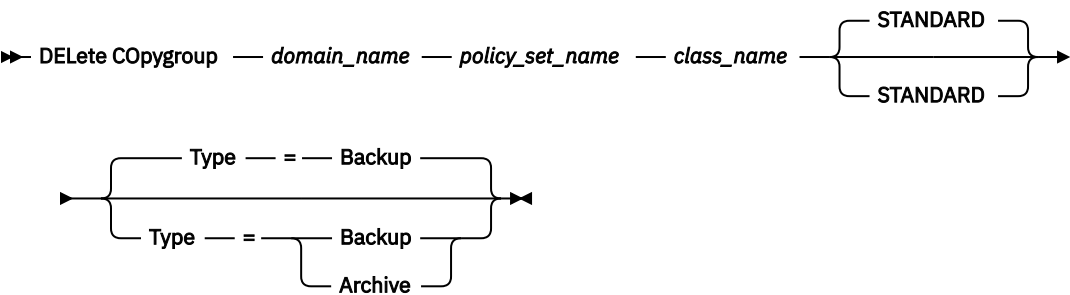 STANDARD
DELete COpygroup domain_name policy_set_name class_name
STANDARD
Type = Backup
Type = Backup
Archive